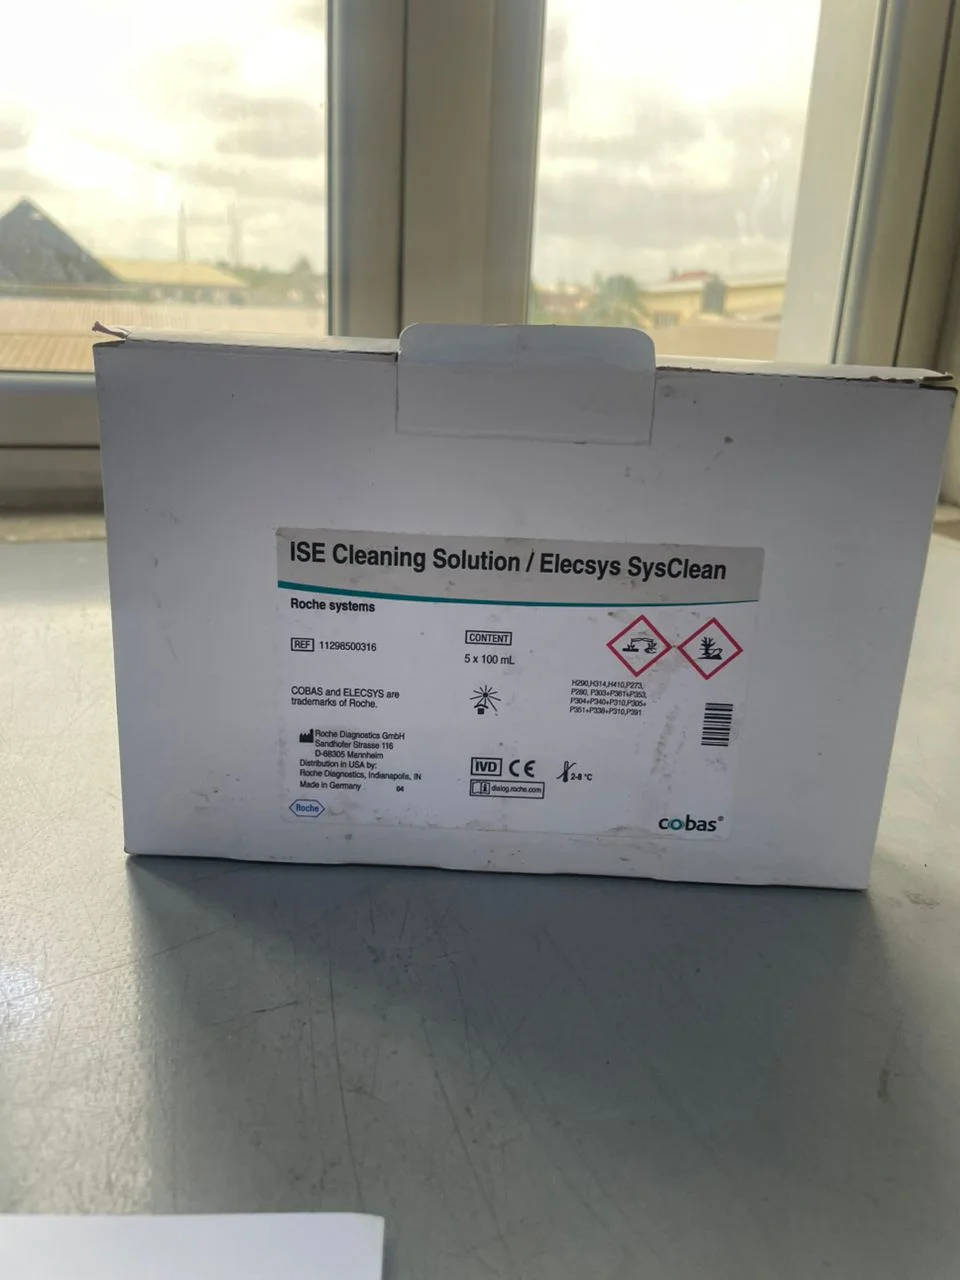 ISE Cleaning Solution / Elecsys SysClean
Roche systems
REF 11298500316
CONTENT
5 x 100 mL
H290,H314,H410,P273,
P280, P303+P361+P353,
P304+P340+P310,P305+
P351+P338+P310,P391
COBAS and ELECSYS are
trademarks of Roche.
Roche Diagnostics GmbH
Sandhofer Strasse 116
D-68305 Mannheim
Distribution in USA by:
Roche Diagnostics, Indianapolis, IN
Made in Germany 04
IVD CE
2-8 °C
dialog.roche.com
Roche
cobas®